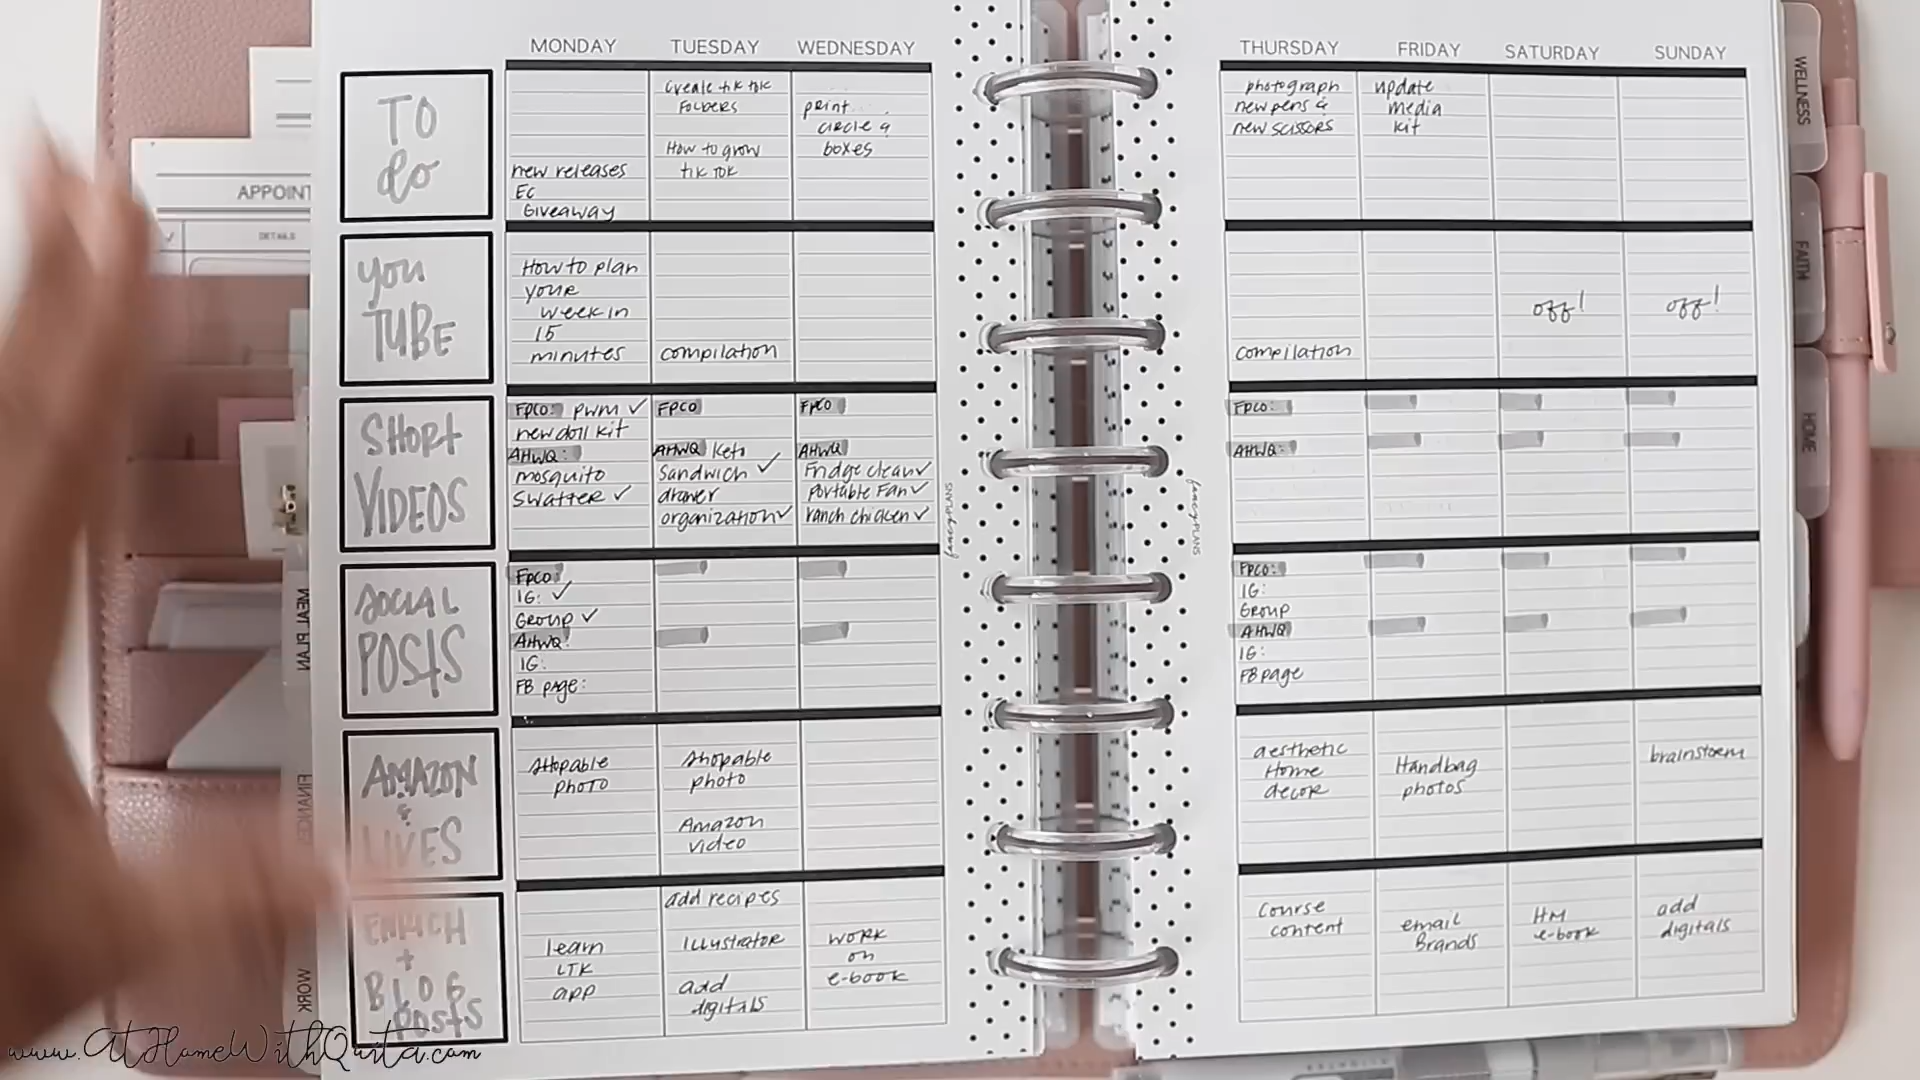 MONDAY TUESDAY WEDNESDAY
THURSDAY FRIDAY SATURDAY SUNDAY
TO
do
new releases
EC
Giveaway
Create tik tok
FOLDERS
How to grow
tik tok
print
circle &
boxes
photograph
new pens &
new scissors
update
media
kit
you
TUBE
How to plan
your
week in
15
minutes
compilation
compilation
off!
off!
SHORT
VIDEOS
FPCO: PWM ✓
new doll kit
AHWQ:
mosquito
swatter ✓
FPCO
AHWQ keto
Sandwich ✓
drawer
organization ✓
FPCO
AHWQ
Fridge clean ✓
Portable Fan ✓
ranch chicken ✓
FPCO:
AHWQ:
SOCIAL
POSTS
FPCO:
IG: ✓
Group ✓
AHWQ:
IG:
FB page:
FPCO:
IG:
Group
AHWQ
IG:
FB page
AMAZON
&
LIVES
Shopable
photo
Shopable
photo
Amazon
video
aesthetic
Home
decor
Handbag
photos
brainstorm
ENRICH
+
BLOG
POSTS
learn
LTK
app
add recipes
Illustrator
add
digitals
work
on
e-book
course
content
email
Brands
HM
e-book
add
digitals
fancyPLANS
fancyPLANS
APPOINT
DETAILS
WELLNESS
FAITH
HOME
MEAL PLAN
WORK
www.AtHomeWithQuita.com